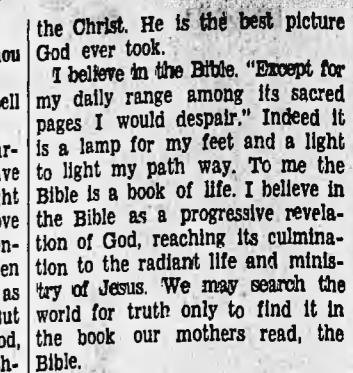 the Christ. He is the best picture
God ever took.
I believe in the Bible. "Except for
my daily range among its sacred
pages I would despair." Indeed it
is a lamp for my feet and a light
to light my path way. To me the
Bible is a book of life. I believe in
the Bible as a progressive revela-
tion of God, reaching its culmina-
tion to the radiant life and minis-
try of Jesus. We may search the
world for truth only to find it in
the book our mothers read, the
Bible.